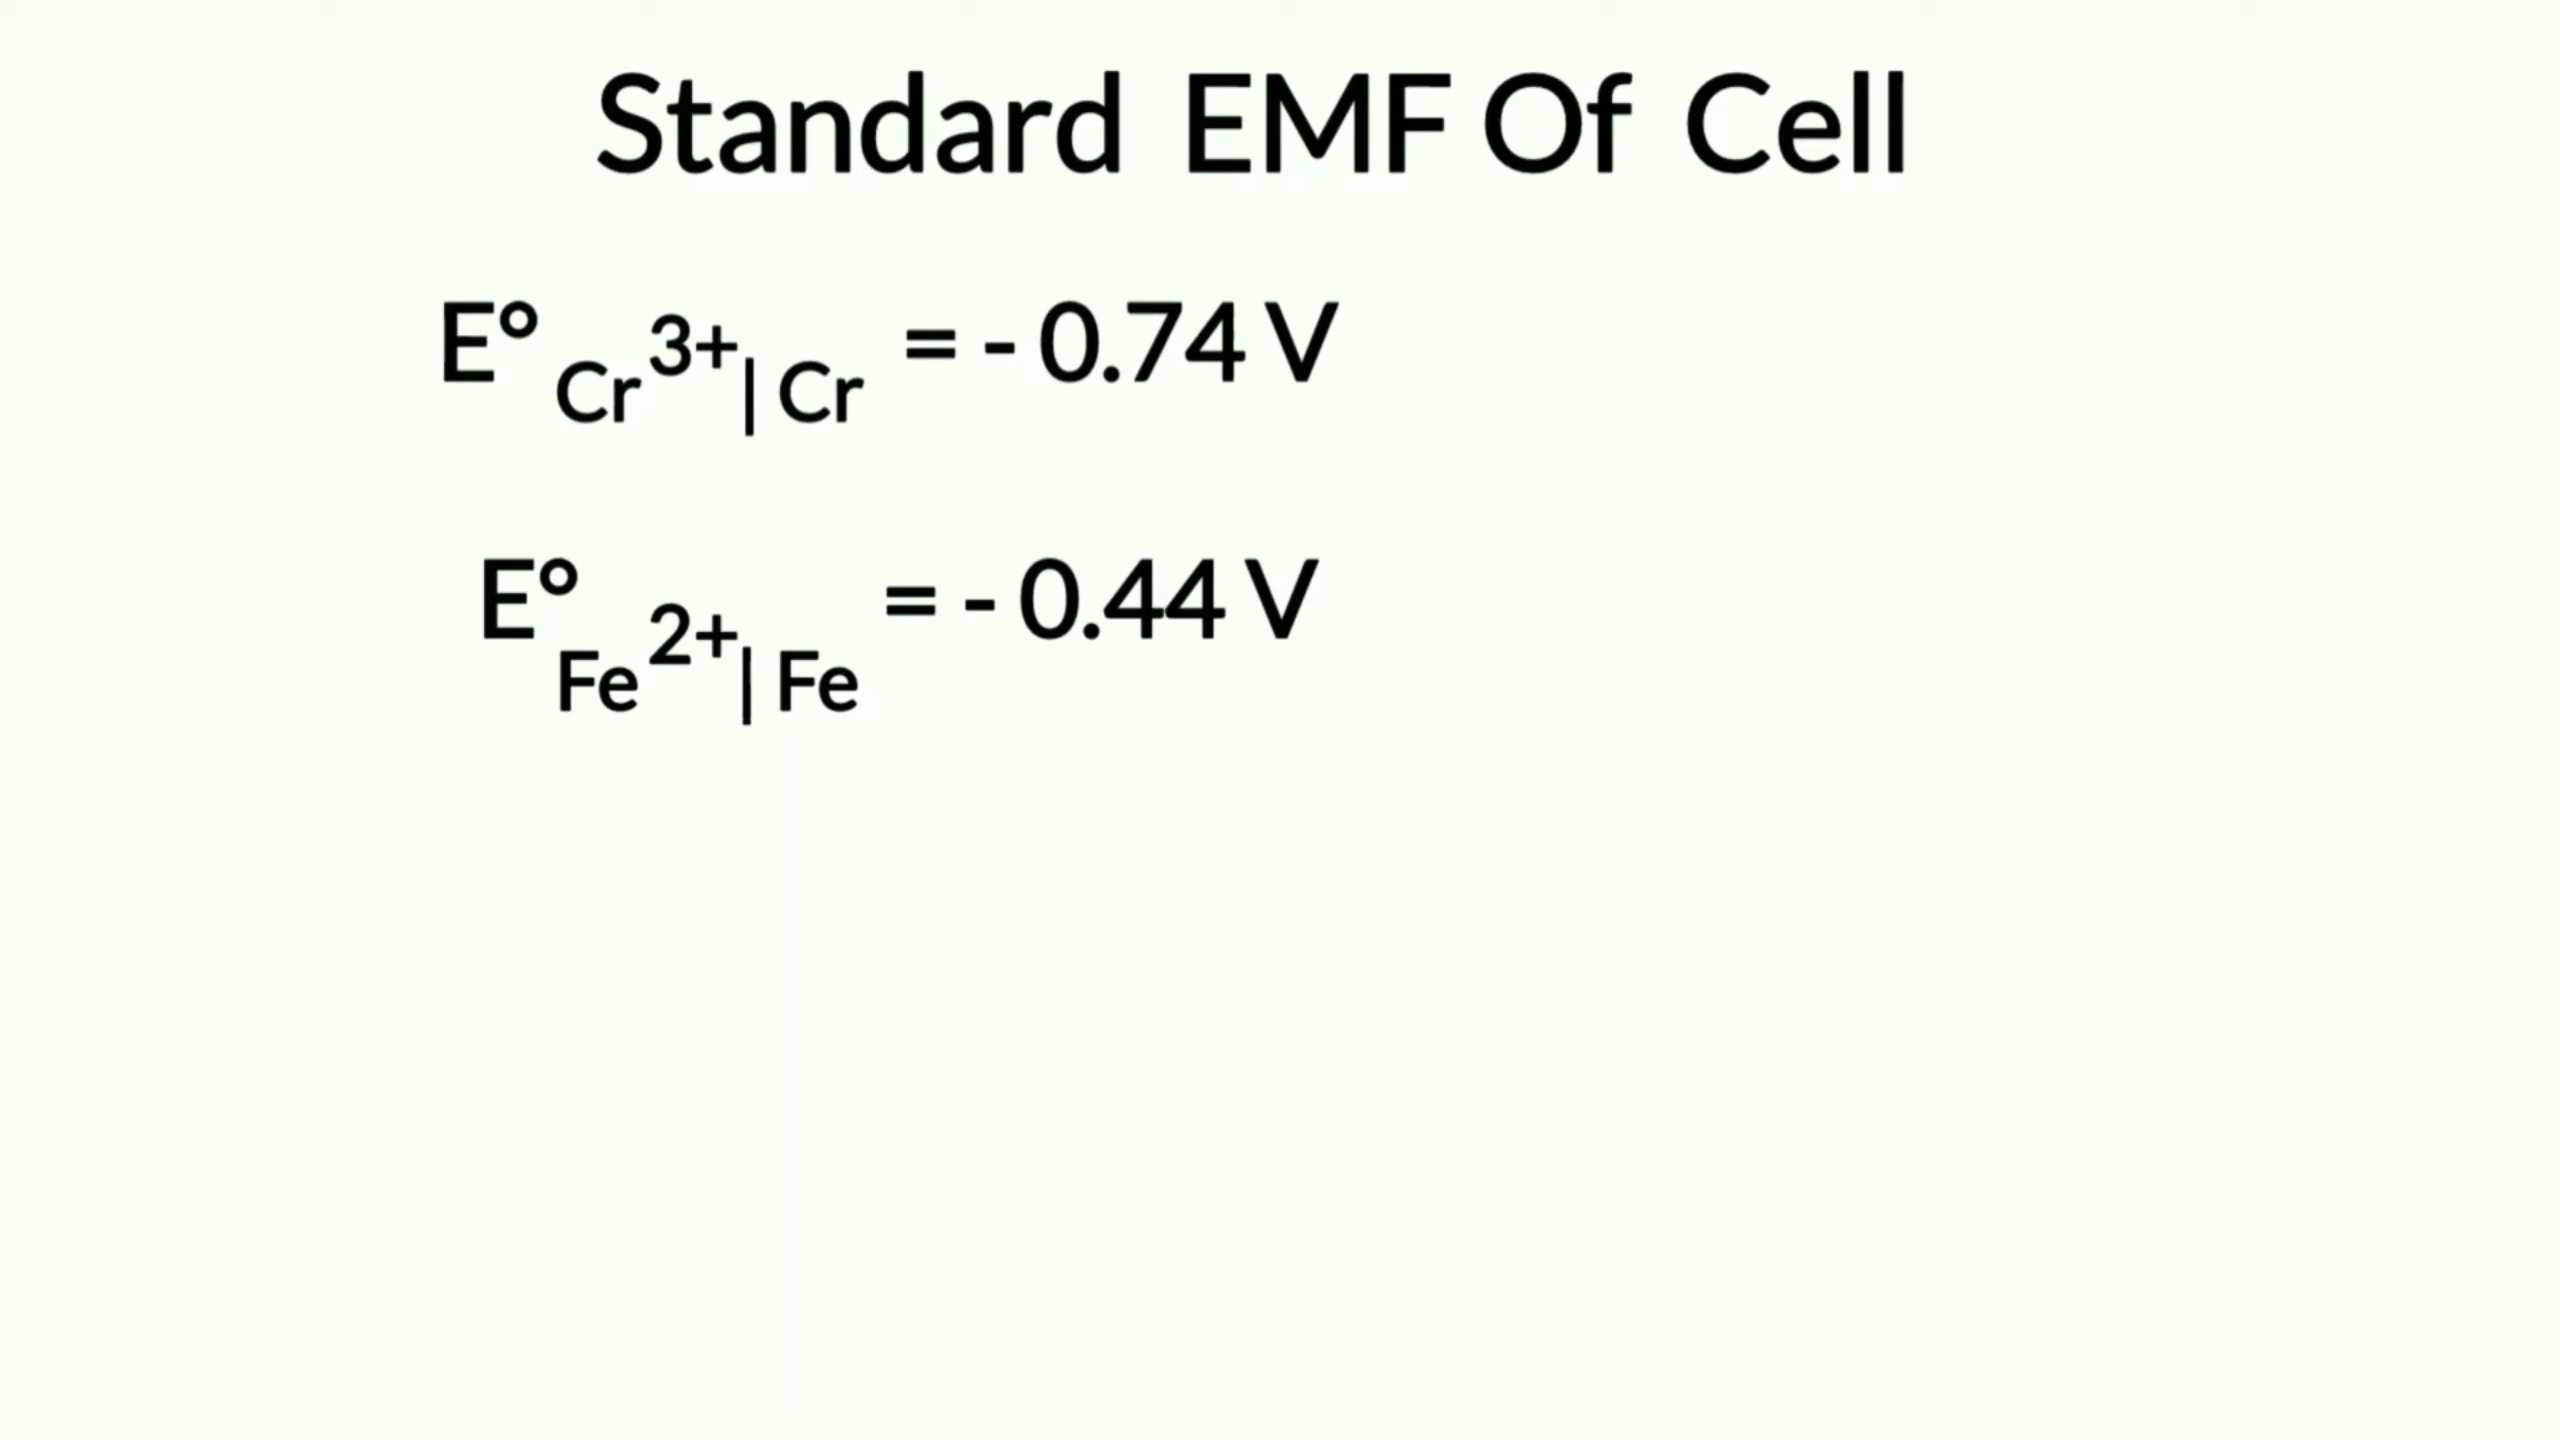 Standard EMF Of Cell
E° Cr³⁺| Cr = - 0.74 V
E° Fe²⁺| Fe = - 0.44 V